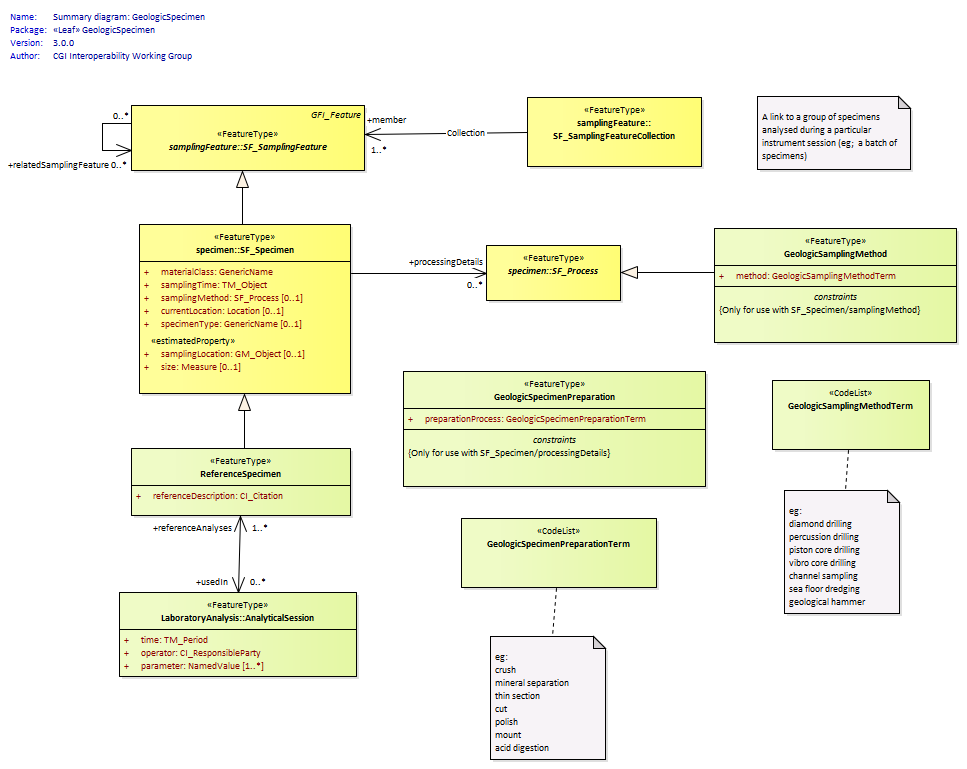 Name: Summary diagram: GeologicSpecimen
Package: «Leaf» GeologicSpecimen
Version: 3.0.0
Author: CGI Interoperability Working Group
GFI_Feature
«FeatureType»
samplingFeature::SF_SamplingFeature
0..*
+relatedSamplingFeature 0..*
+member
1..*
Collection
«FeatureType»
samplingFeature::
SF_SamplingFeatureCollection
A link to a group of specimens
analysed during a particular
instrument session (eg; a batch of
specimens)
«FeatureType»
specimen::SF_Specimen
+ materialClass: GenericName
+ samplingTime: TM_Object
+ samplingMethod: SF_Process [0..1]
+ currentLocation: Location [0..1]
+ specimenType: GenericName [0..1]
«estimatedProperty»
+ samplingLocation: GM_Object [0..1]
+ size: Measure [0..1]
+processingDetails
0..*
«FeatureType»
specimen::SF_Process
«FeatureType»
GeologicSamplingMethod
+ method: GeologicSamplingMethodTerm
constraints
{Only for use with SF_Specimen/samplingMethod}
«FeatureType»
GeologicSpecimenPreparation
+ preparationProcess: GeologicSpecimenPreparationTerm
constraints
{Only for use with SF_Specimen/processingDetails}
«CodeList»
GeologicSamplingMethodTerm
«FeatureType»
ReferenceSpecimen
+ referenceDescription: CI_Citation
+referenceAnalyses 1..*
+usedIn 0..*
«FeatureType»
LaboratoryAnalysis::AnalyticalSession
+ time: TM_Period
+ operator: CI_ResponsibleParty
+ parameter: NamedValue [1..*]
«CodeList»
GeologicSpecimenPreparationTerm
eg:
diamond drilling
percussion drilling
piston core drilling
vibro core drilling
channel sampling
sea floor dredging
geological hammer
eg:
crush
mineral separation
thin section
cut
polish
mount
acid digestion